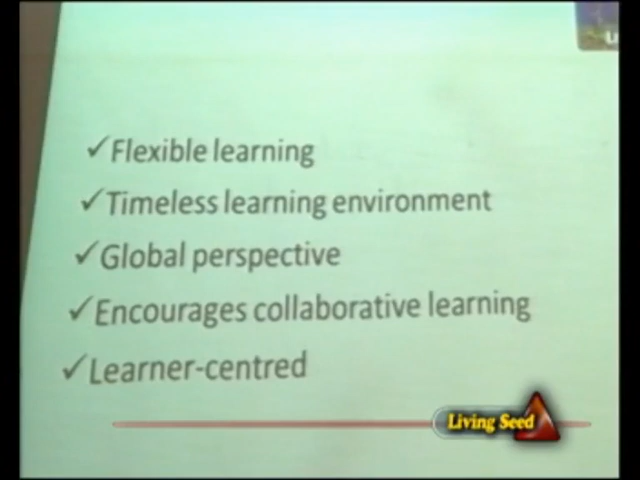 ✓Flexible learning
✓Timeless learning environment
✓Global perspective
✓Encourages collaborative learning
✓Learner-centred
Living Seed